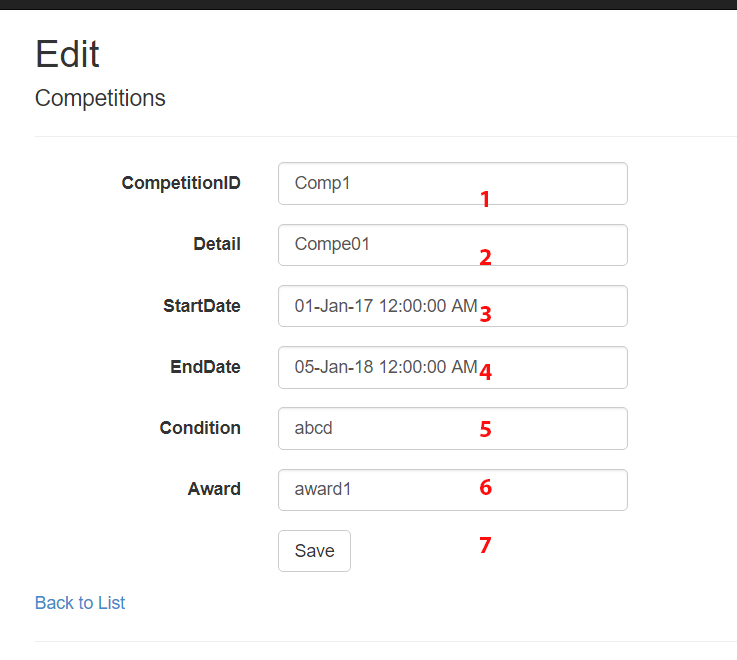 Edit
Competitions
CompetitionID Comp1 1
Detail Compe01 2
StartDate 01-Jan-17 12:00:00 AM 3
EndDate 05-Jan-18 12:00:00 AM 4
Condition abcd 5
Award award1 6
Save 7
Back to List